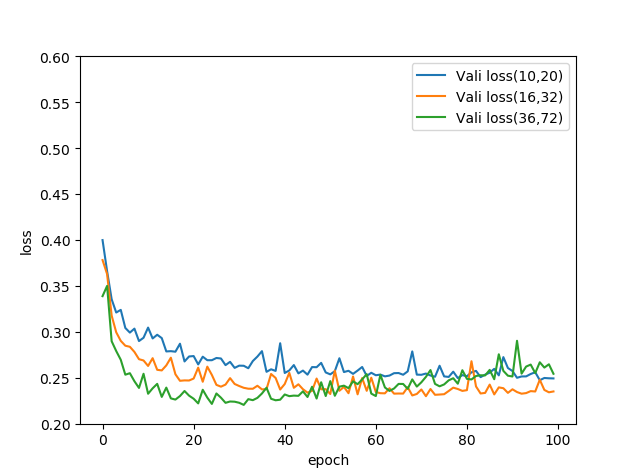 0.60
0.55
0.50
0.45
0.40
0.35
0.30
0.25
0.20
loss
0 20 40 60 80 100
epoch
Vali loss(10,20)
Vali loss(16,32)
Vali loss(36,72)